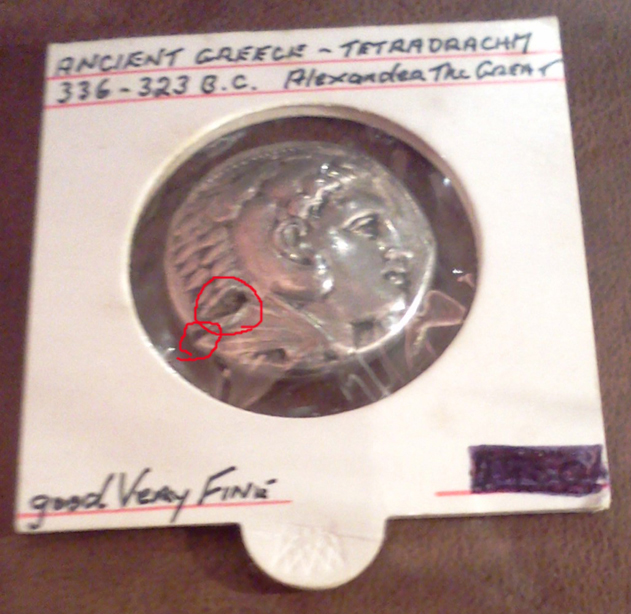 ANCIENT GREECE - TETRADRACHM
336-323 B.C. Alexander The GREAT
good Very FINE